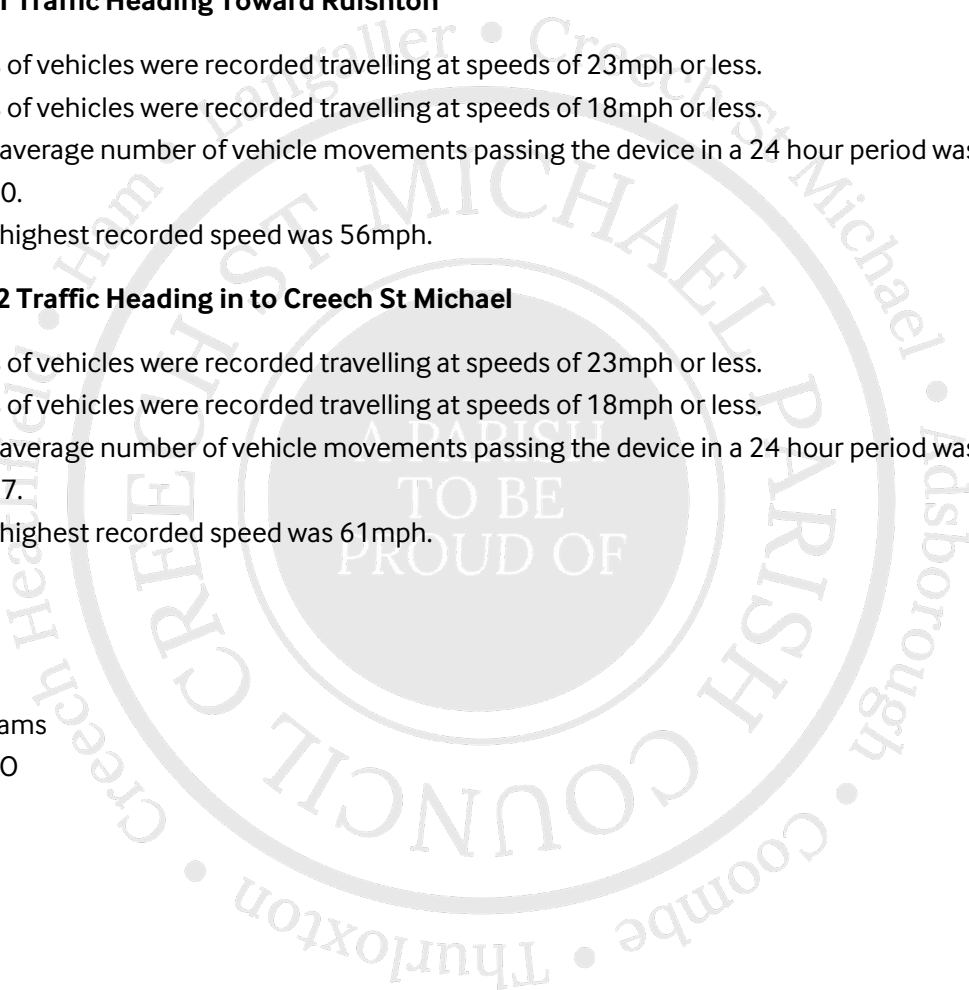 Traffic Heading Toward Ruishton
of vehicles were recorded travelling at speeds of 23mph or less.
of vehicles were recorded travelling at speeds of 18mph or less.
average number of vehicle movements passing the device in a 24 hour period was
0.
highest recorded speed was 56mph.
2 Traffic Heading in to Creech St Michael
of vehicles were recorded travelling at speeds of 23mph or less.
of vehicles were recorded travelling at speeds of 18mph or less.
average number of vehicle movements passing the device in a 24 hour period was
7.
highest recorded speed was 61mph.
ams
O
Creech Heathfield • Ham • Langaller • Creech St Michael • Adsborough • Coombe • Thurloxton •
CREECH ST MICHAEL PARISH COUNCIL
A PARISH
TO BE
PROUD OF